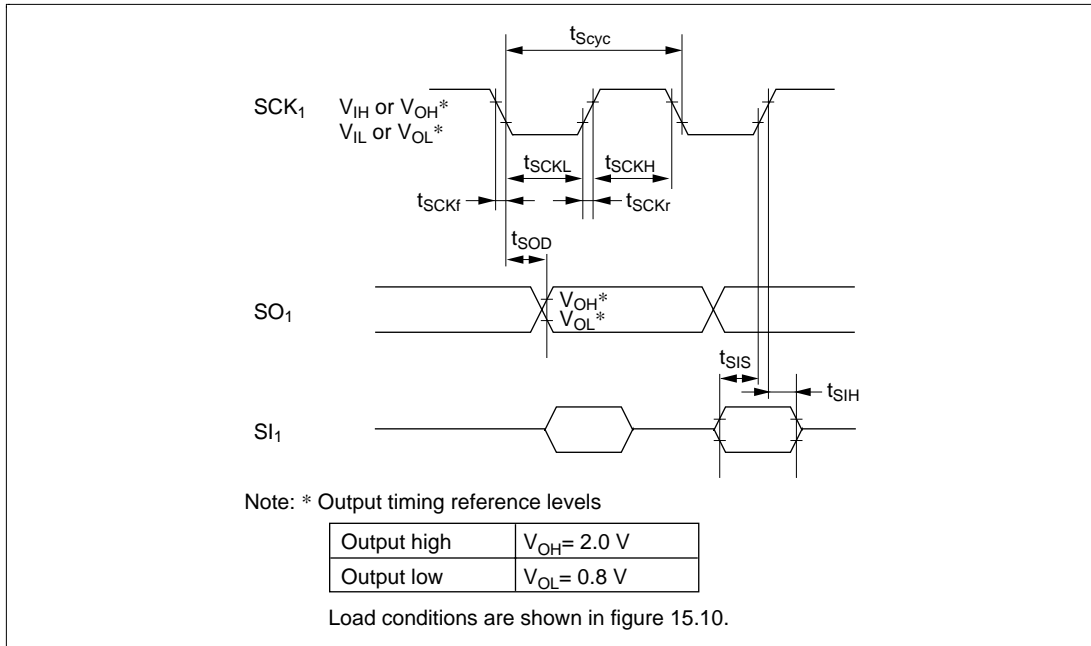 tScyc
SCK1 VIH or VOH*
VIL or VOL*
tSCKL tSCKH
tSCKf tSCKr
tSOD
SO1 VOH*
VOL*
tSIS
tSIH
SI1
Note: * Output timing reference levels
Output high VOH= 2.0 V
Output low VOL= 0.8 V
Load conditions are shown in figure 15.10.